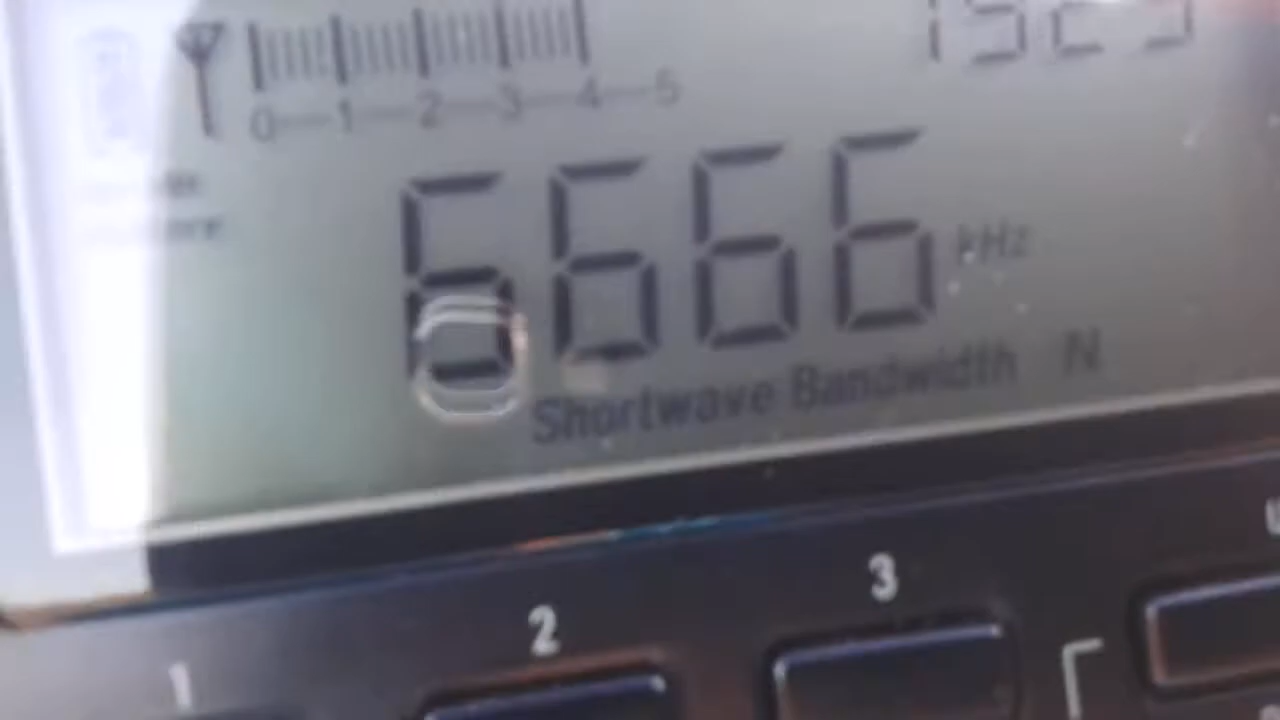 0—1—2—3—4—5
6666 kHz
Shortwave Bandwidth N
1 2 3